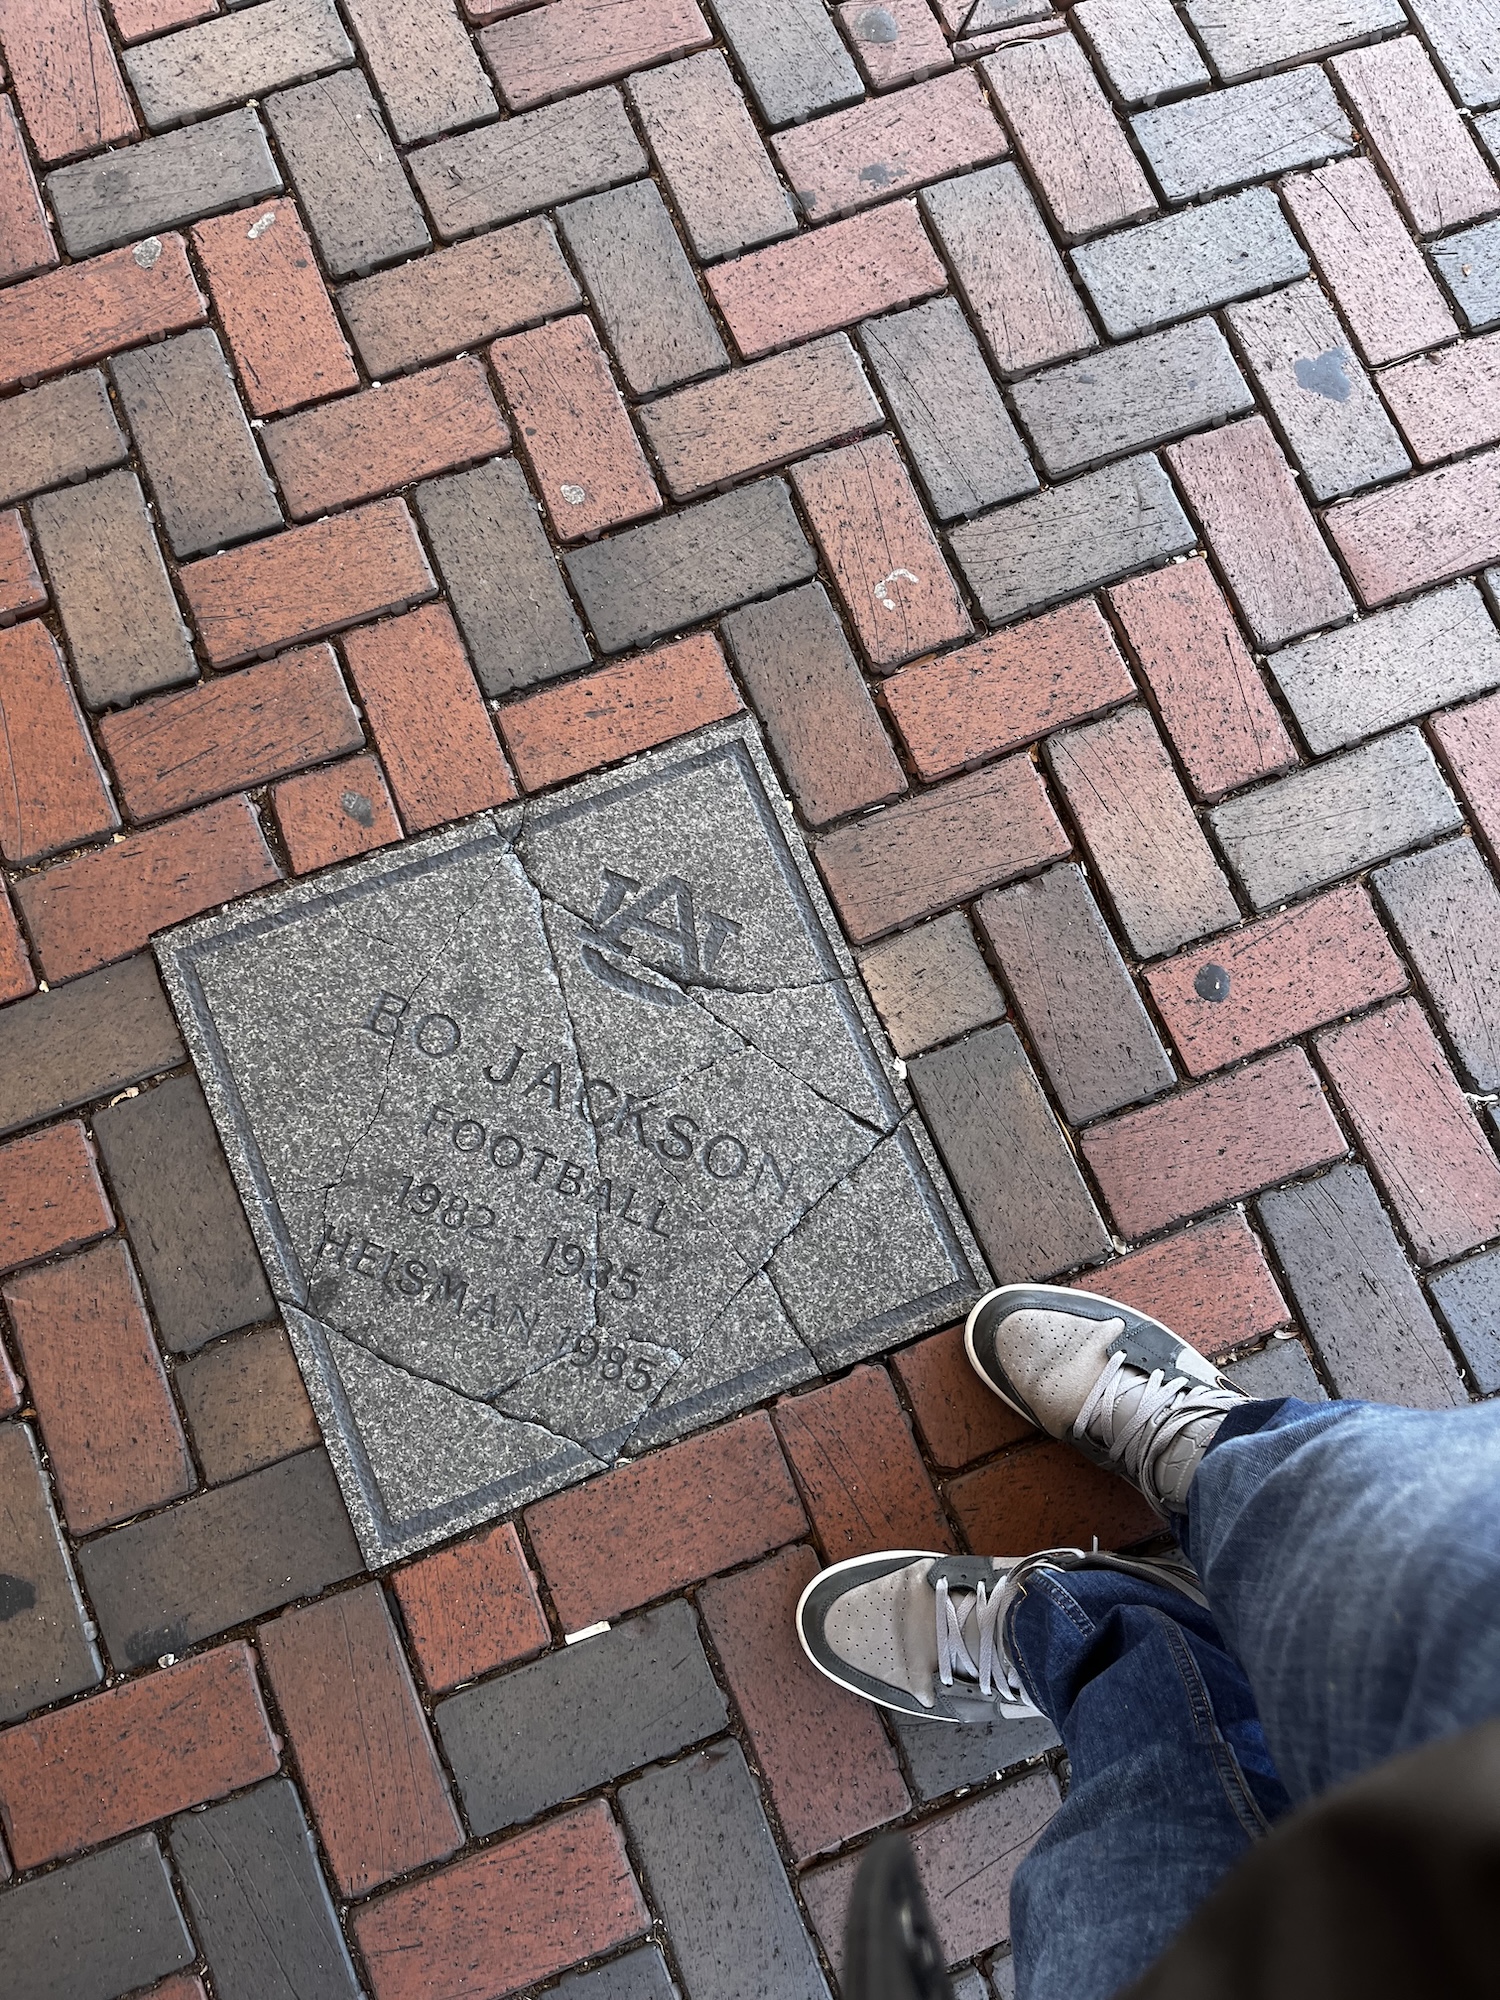 AU
BO JACKSON
FOOTBALL
1982 - 1985
HEISMAN 1985